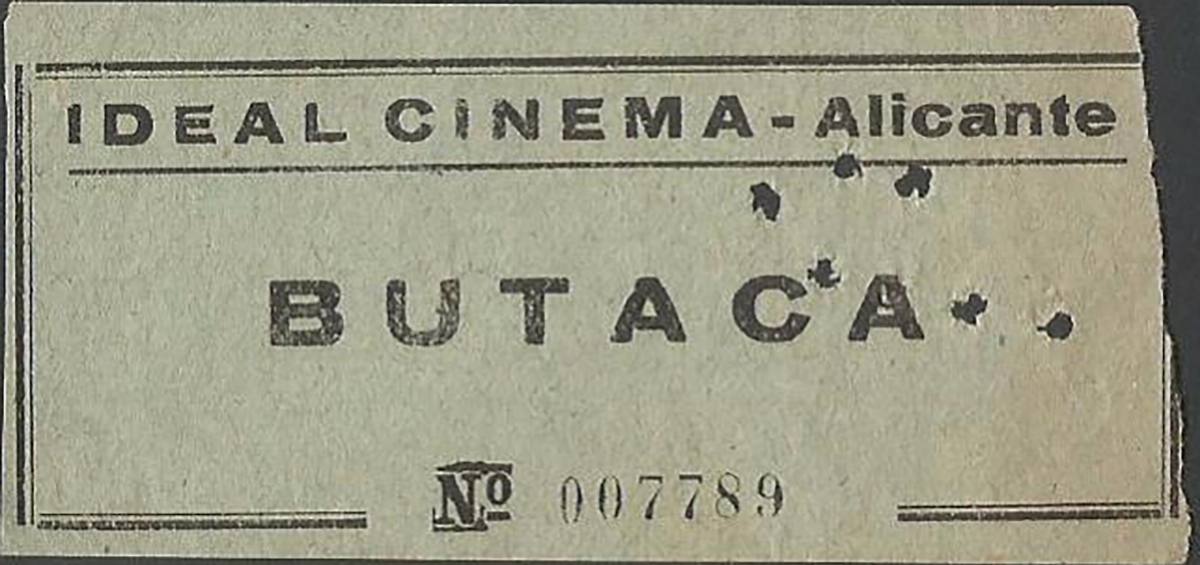 IDEAL CINEMA - Alicante
BUTACA
Nº 007789